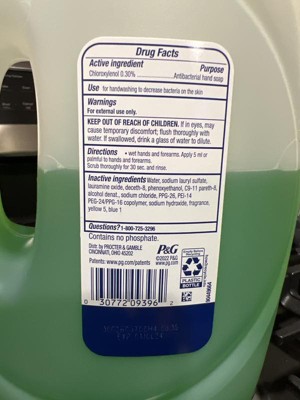 Drug Facts
Active ingredient Purpose
Chloroxylenol 0.30% Antibacterial hand soap
Use for handwashing to decrease bacteria on the skin
Warnings
For external use only.
KEEP OUT OF REACH OF CHILDREN. If in eyes, may
cause temporary discomfort; flush thoroughly with
water. If swallowed, drink a glass of water to dilute.
Directions • wet hands and forearms. Apply 5 ml or
palmful to hands and forearms.
Scrub thoroughly for 30 sec. and rinse.
Inactive ingredients Water, sodium lauryl sulfate,
lauramine oxide, deceth-8, phenoxyethanol, C9-11 pareth-8,
alcohol denat., sodium chloride, PPG-26, PEI-14
PEG-24/PPG-16 copolymer, sodium hydroxide, fragrance,
yellow 5, blue 1
Questions? 1-800-725-3296
Contains no phosphate.
Distr. by PROCTER & GAMBLE
CINCINNATI, OHIO 45202
Patents: www.pg.com/patents
P&G
©2022 P&G
www.pg.com
PLASTIC
BOTTLE
0 30772 09396 2